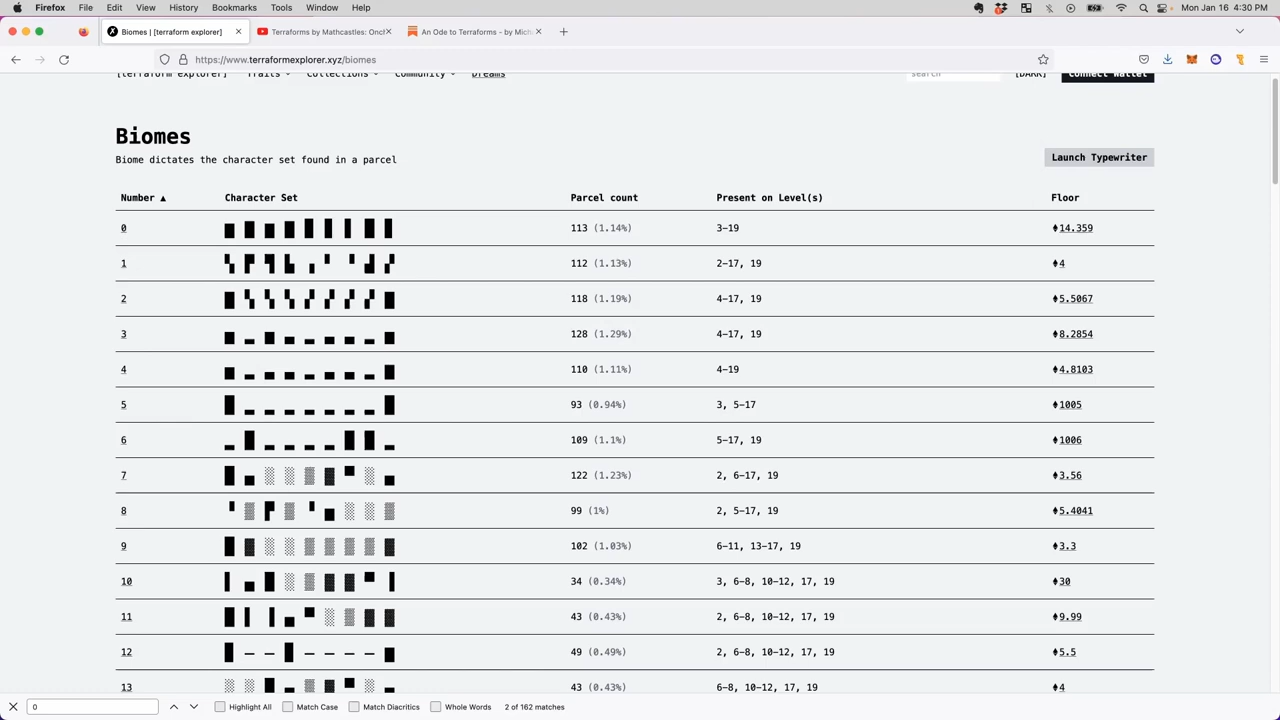 Firefox File Edit View History Bookmarks Tools Window Help Mon Jan 16 4:30 PM
Biomes | [terraform explorer] Terraforms by Mathcastles: Oncl An Ode to Terraforms - by Mich
https://www.terraformexplorer.xyz/biomes
[terraform explorer] Traits Collections Community Dreams search [DARK] Connect Wallet
Biomes
Biome dictates the character set found in a parcel
Launch Typewriter
Number ▲ Character Set Parcel count Present on Level(s) Floor
0 113 (1.14%) 3-19 ♦14.359
1 112 (1.13%) 2-17, 19 ♦4
2 118 (1.19%) 4-17, 19 ♦5.5067
3 128 (1.29%) 4-17, 19 ♦8.2854
4 110 (1.11%) 4-19 ♦4.8103
5 93 (0.94%) 3, 5-17 ♦1005
6 109 (1.1%) 5-17, 19 ♦1006
7 122 (1.23%) 2, 6-17, 19 ♦3.56
8 99 (1%) 2, 5-17, 19 ♦5.4041
9 102 (1.03%) 6-11, 13-17, 19 ♦3.3
10 34 (0.34%) 3, 6-8, 10-12, 17, 19 ♦30
11 43 (0.43%) 2, 6-8, 10-12, 17, 19 ♦9.99
12 49 (0.49%) 2, 6-8, 10-12, 17, 19 ♦5.5
13 43 (0.43%) 6-8, 10-12, 17, 19 ♦4
0 Highlight All Match Case Match Diacritics Whole Words 2 of 162 matches